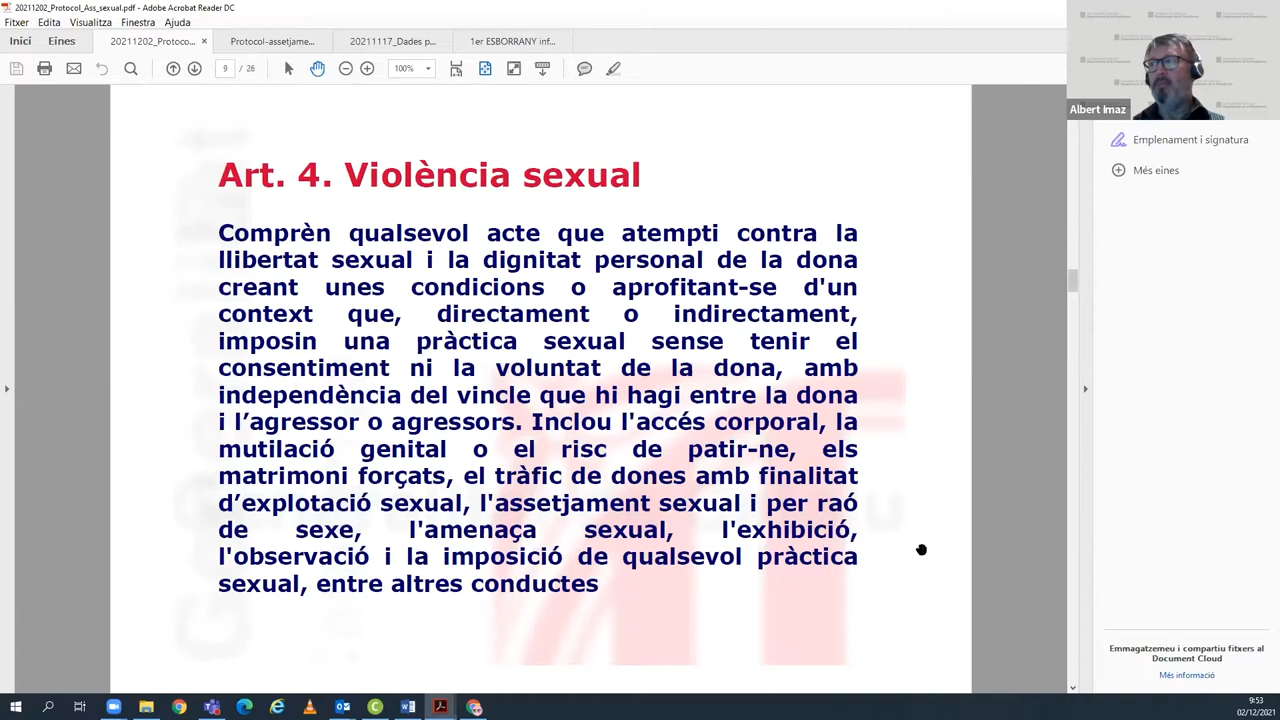 20211202_Protocol_Ass_sexual.pdf - Adobe Acrobat Reader DC
Fitxer Edita Visualitza Finestra Ajuda
Inici Eines 20211202_Protoco... × Protocol-assetjame... 20211117_Dades p... 1er ESBORRANY inf...
9 / 26 100%
Albert Imaz
Emplenament i signatura
Més eines
Art. 4. Violència sexual
Comprèn qualsevol acte que atempti contra la
llibertat sexual i la dignitat personal de la dona
creant unes condicions o aprofitant-se d'un
context que, directament o indirectament,
imposin una pràctica sexual sense tenir el
consentiment ni la voluntat de la dona, amb
independència del vincle que hi hagi entre la dona
i l’agressor o agressors. Inclou l'accés corporal, la
mutilació genital o el risc de patir-ne, els
matrimoni forçats, el tràfic de dones amb finalitat
d’explotació sexual, l'assetjament sexual i per raó
de sexe, l'amenaça sexual, l'exhibició,
l'observació i la imposició de qualsevol pràctica
sexual, entre altres conductes
Emmagatzemeu i compartiu fitxers al
Document Cloud
Més informació
9:53
02/12/2021